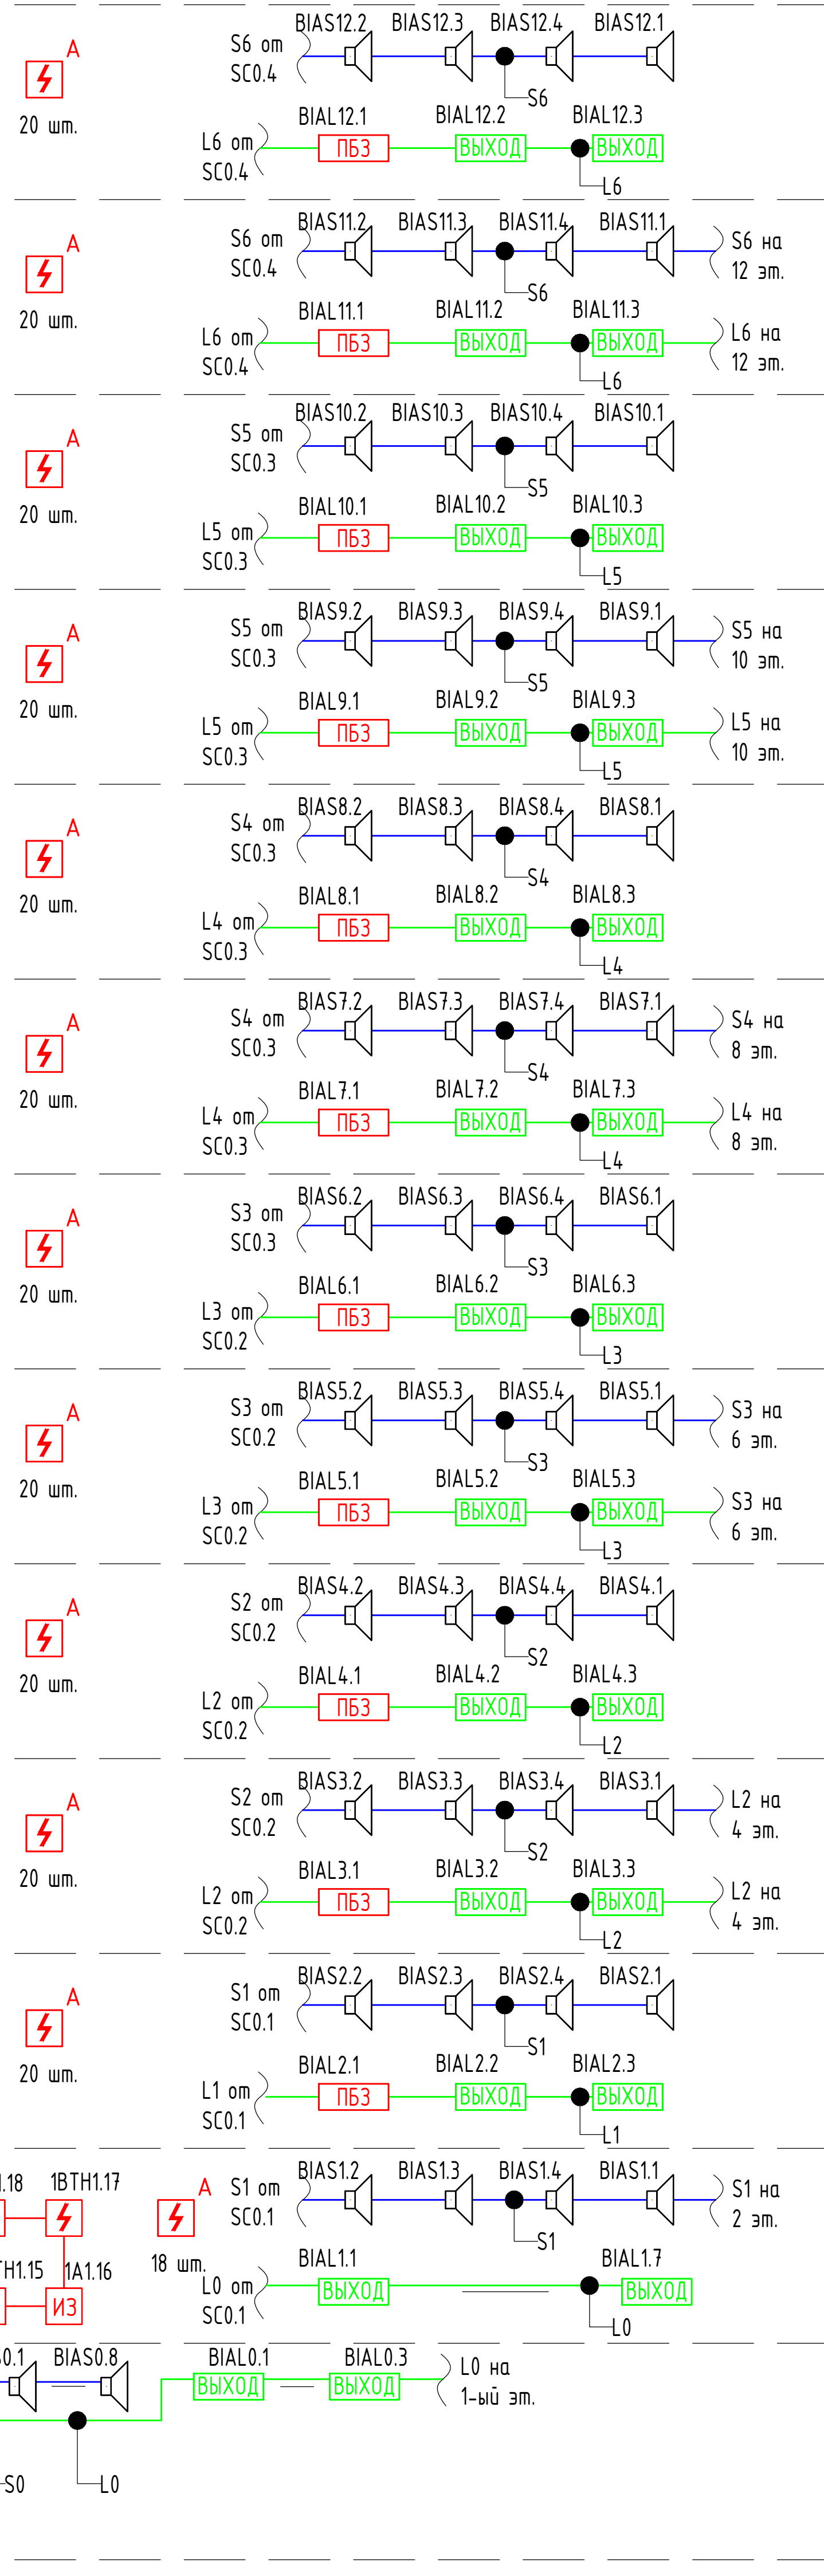 BIAS12.2 BIAS12.3 BIAS12.4 BIAS12.1
A
S6 от
SC0.4
20 шт.
S6
BIAL12.1 BIAL12.2 BIAL12.3
L6 от
SC0.4
ПБЗ ВЫХОД ВЫХОД
L6
BIAS11.2 BIAS11.3 BIAS11.4 BIAS11.1
A
S6 от
SC0.4
S6 на
12 эт.
20 шт.
S6
BIAL11.1 BIAL11.2 BIAL11.3
L6 от
SC0.4
ПБЗ ВЫХОД ВЫХОД
L6 на
12 эт.
L6
BIAS10.2 BIAS10.3 BIAS10.4 BIAS10.1
A
S5 от
SC0.3
20 шт.
S5
BIAL10.1 BIAL10.2 BIAL10.3
L5 от
SC0.3
ПБЗ ВЫХОД ВЫХОД
L5
BIAS9.2 BIAS9.3 BIAS9.4 BIAS9.1
A
S5 от
SC0.3
S5 на
10 эт.
20 шт.
S5
BIAL9.1 BIAL9.2 BIAL9.3
L5 от
SC0.3
ПБЗ ВЫХОД ВЫХОД
L5 на
10 эт.
L5
BIAS8.2 BIAS8.3 BIAS8.4 BIAS8.1
A
S4 от
SC0.3
20 шт.
S4
BIAL8.1 BIAL8.2 BIAL8.3
L4 от
SC0.3
ПБЗ ВЫХОД ВЫХОД
L4
BIAS7.2 BIAS7.3 BIAS7.4 BIAS7.1
A
S4 от
SC0.3
S4 на
8 эт.
20 шт.
S4
BIAL7.1 BIAL7.2 BIAL7.3
L4 от
SC0.3
ПБЗ ВЫХОД ВЫХОД
L4 на
8 эт.
L4
BIAS6.2 BIAS6.3 BIAS6.4 BIAS6.1
A
S3 от
SC0.3
20 шт.
S3
BIAL6.1 BIAL6.2 BIAL6.3
L3 от
SC0.2
ПБЗ ВЫХОД ВЫХОД
L3
BIAS5.2 BIAS5.3 BIAS5.4 BIAS5.1
A
S3 от
SC0.2
S3 на
6 эт.
20 шт.
S3
BIAL5.1 BIAL5.2 BIAL5.3
L3 от
SC0.2
ПБЗ ВЫХОД ВЫХОД
S3 на
6 эт.
L3
BIAS4.2 BIAS4.3 BIAS4.4 BIAS4.1
A
S2 от
SC0.2
20 шт.
S2
BIAL4.1 BIAL4.2 BIAL4.3
L2 от
SC0.2
ПБЗ ВЫХОД ВЫХОД
L2
BIAS3.2 BIAS3.3 BIAS3.4 BIAS3.1
A
S2 от
SC0.2
L2 на
4 эт.
20 шт.
S2
BIAL3.1 BIAL3.2 BIAL3.3
L2 от
SC0.2
ПБЗ ВЫХОД ВЫХОД
L2 на
4 эт.
L2
BIAS2.2 BIAS2.3 BIAS2.4 BIAS2.1
A
S1 от
SC0.1
20 шт.
S1
BIAL2.1 BIAL2.2 BIAL2.3
L1 от
SC0.1
ПБЗ ВЫХОД ВЫХОД
L1
BIAS1.2 BIAS1.3 BIAS1.4 BIAS1.1
.18 1BTH1.17
A
S1 от
SC0.1
S1 на
2 эт.
S1
18 шт.
TH1.15 1A1.16
ИЗ
BIAL1.1 BIAL1.7
L0 от
SC0.1
ВЫХОД ВЫХОД
L0
0.1 BIAS0.8 BIAL0.1 BIAL0.3
ВЫХОД ВЫХОД
L0 на
1-ый эт.
S0 L0